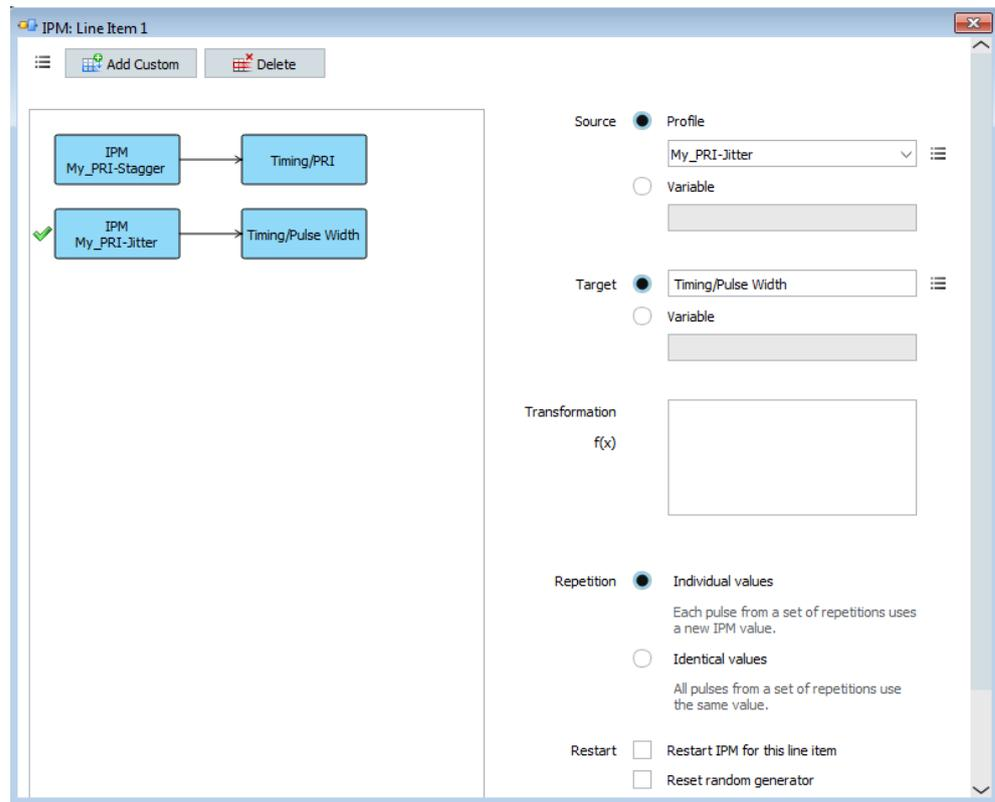 IPM: Line Item 1
Add Custom
Delete
IPM
My_PRI-Stagger
Timing/PRI
IPM
My_PRI-Jitter
Timing/Pulse Width
Source
Profile
My_PRI-Jitter
Variable
Target
Timing/Pulse Width
Variable
Transformation
f(x)
Repetition
Individual values
Each pulse from a set of repetitions uses
a new IPM value.
Identical values
All pulses from a set of repetitions use
the same value.
Restart
Restart IPM for this line item
Reset random generator